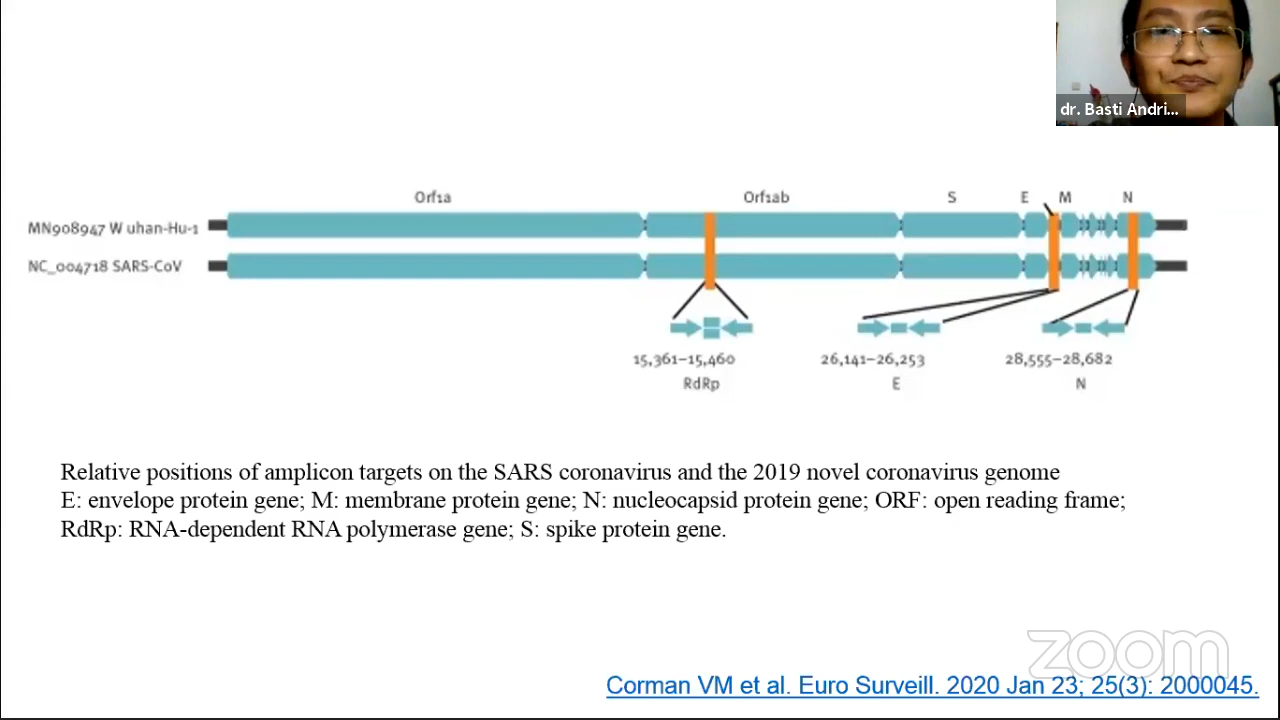 dr. Basti Andri...
Orf1a Orf1ab S E M N
MN908947 W uhan-Hu-1
NC_004718 SARS-CoV
15,361–15,460 26,141–26,253 28,555–28,682
RdRp E N
Relative positions of amplicon targets on the SARS coronavirus and the 2019 novel coronavirus genome
E: envelope protein gene; M: membrane protein gene; N: nucleocapsid protein gene; ORF: open reading frame;
RdRp: RNA-dependent RNA polymerase gene; S: spike protein gene.
zoom
Corman VM et al. Euro Surveill. 2020 Jan 23; 25(3): 2000045.